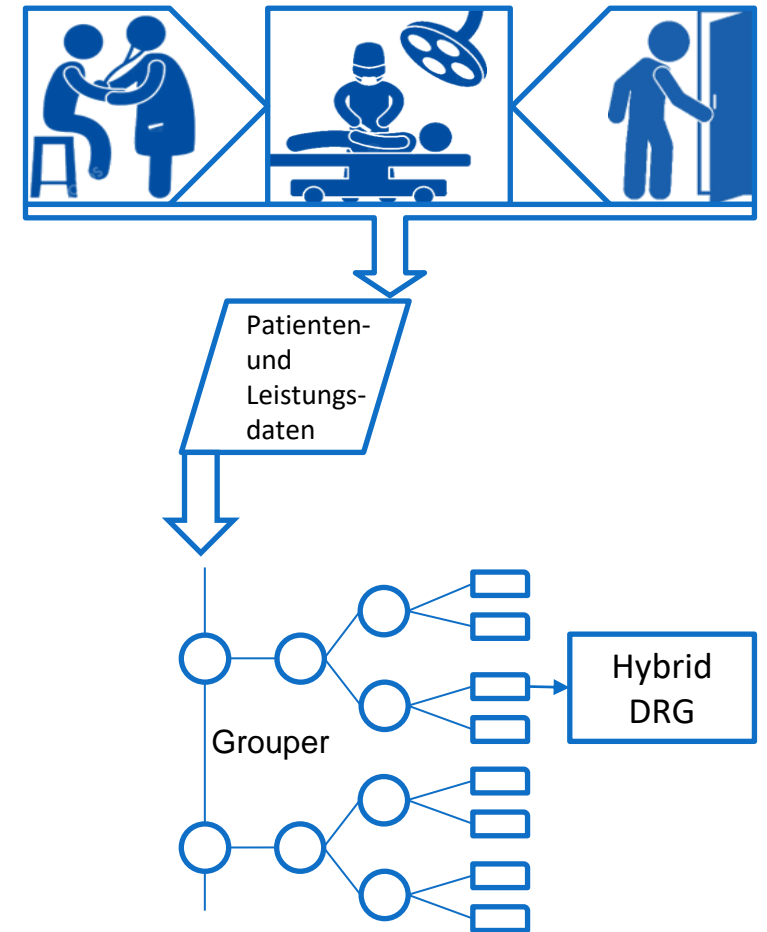 Patienten-
und
Leistungs-
daten
Hybrid
DRG
Grouper